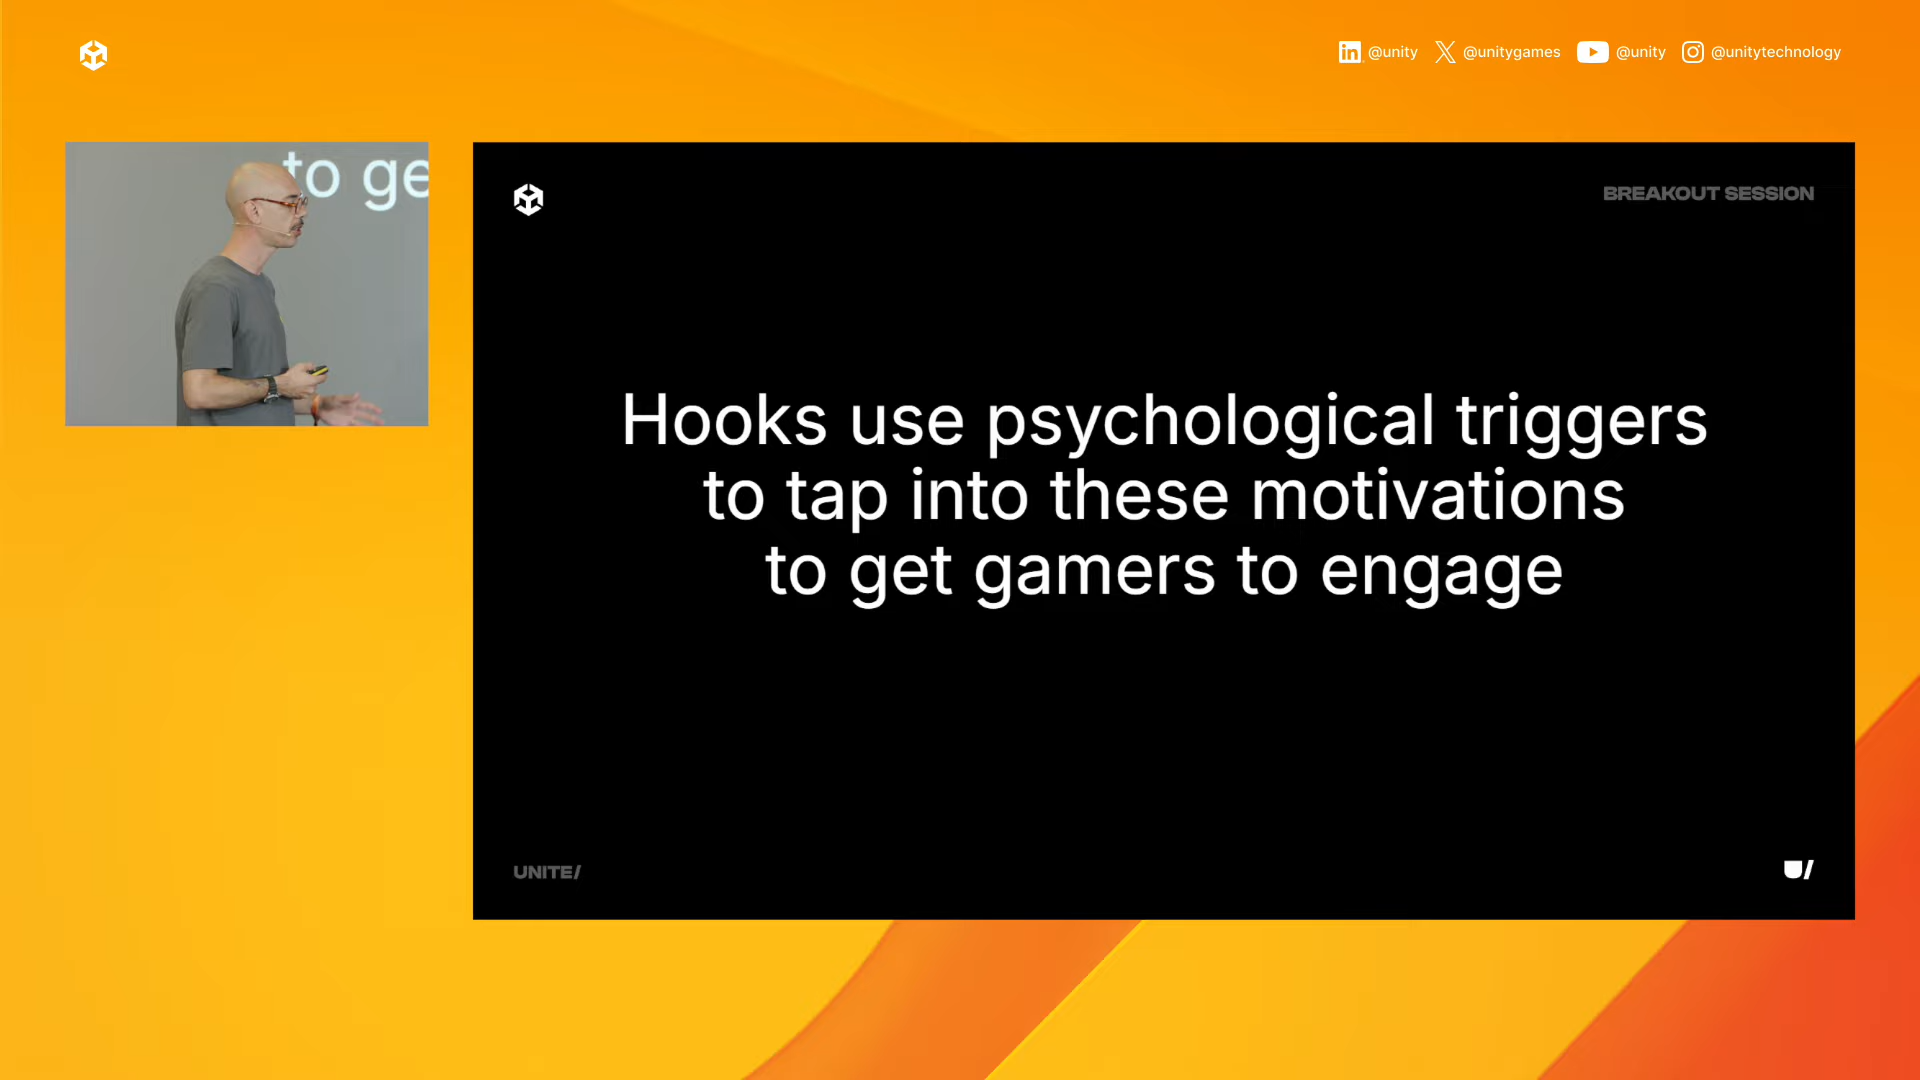 @unity @unitygames @unity @unitytechnology
to ge
BREAKOUT SESSION
Hooks use psychological triggers
to tap into these motivations
to get gamers to engage
UNITE/
U/